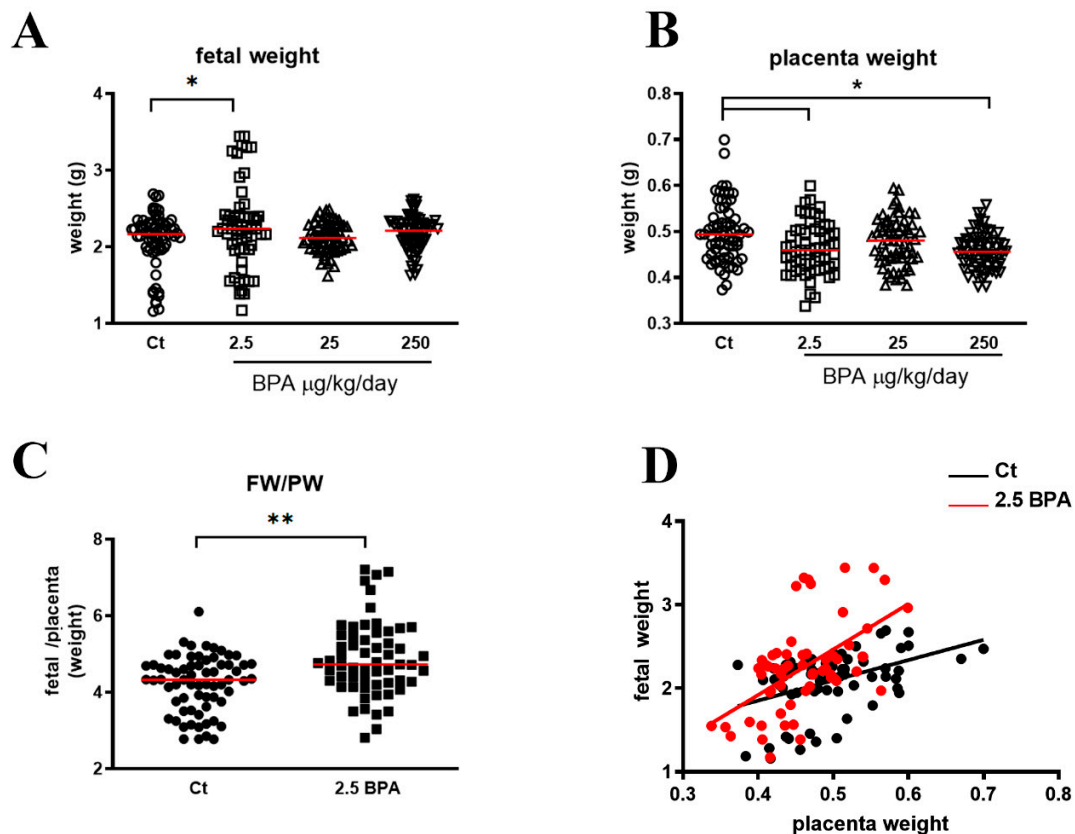 A
fetal weight
*
weight (g)
4
3
2
1
Ct
2.5
25
250
BPA μg/kg/day
B
placenta weight
*
weight (g)
0.8
0.7
0.6
0.5
0.4
0.3
Ct
2.5
25
250
BPA μg/kg/day
C
FW/PW
**
fetal /placenta
(weight)
8
6
4
2
Ct
2.5 BPA
D
Ct
2.5 BPA
fetal weight
4
3
2
1
0.3
0.4
0.5
0.6
0.7
0.8
placenta weight